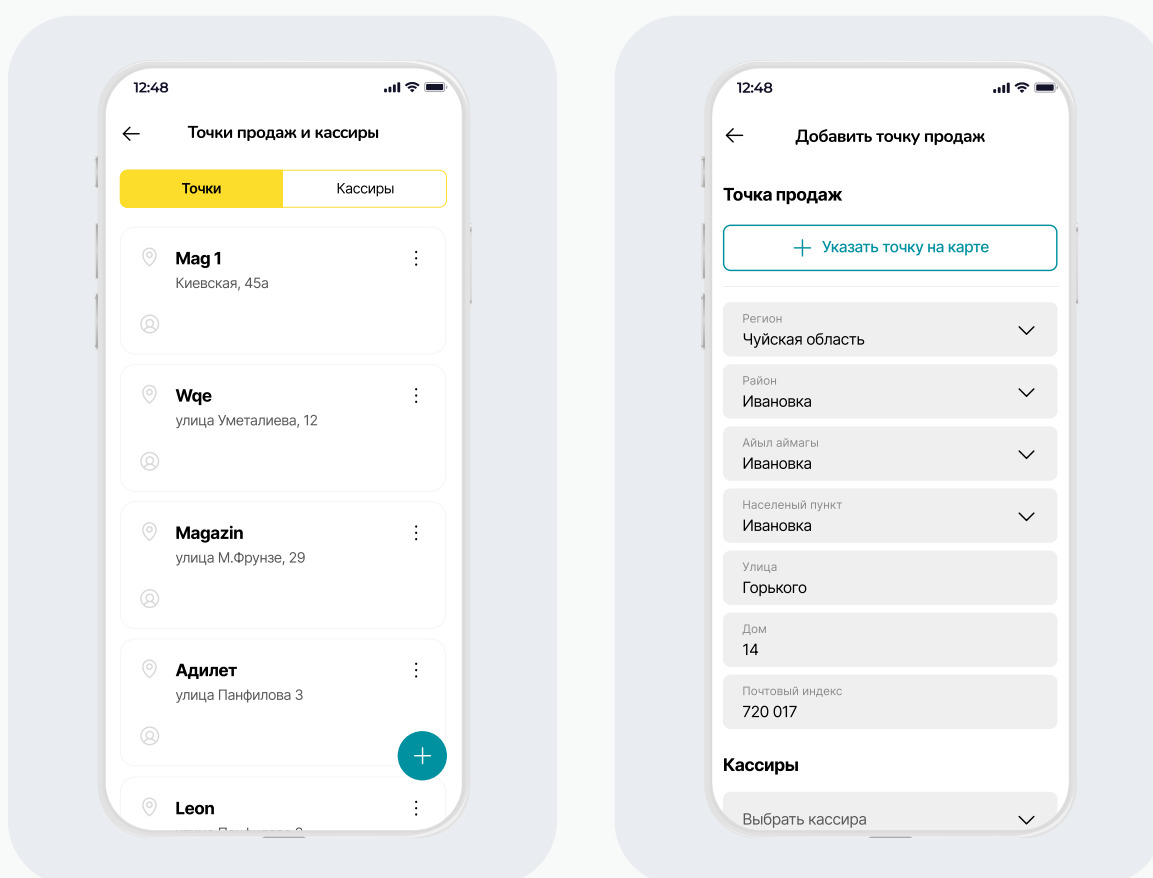 12:48
Точки продаж и кассиры
Точки
Кассиры
Mag 1
Киевская, 45а
Wqe
улица Уметалиева, 12
Magazin
улица М.Фрунзе, 29
Адилет
улица Панфилова 3
Leon
12:48
Добавить точку продаж
Точка продаж
Указать точку на карте
Регион
Чуйская область
Район
Ивановка
Айыл аймагы
Ивановка
Населеный пункт
Ивановка
Улица
Горького
Дом
14
Почтовый индекс
720 017
Кассиры
Выбрать кассира